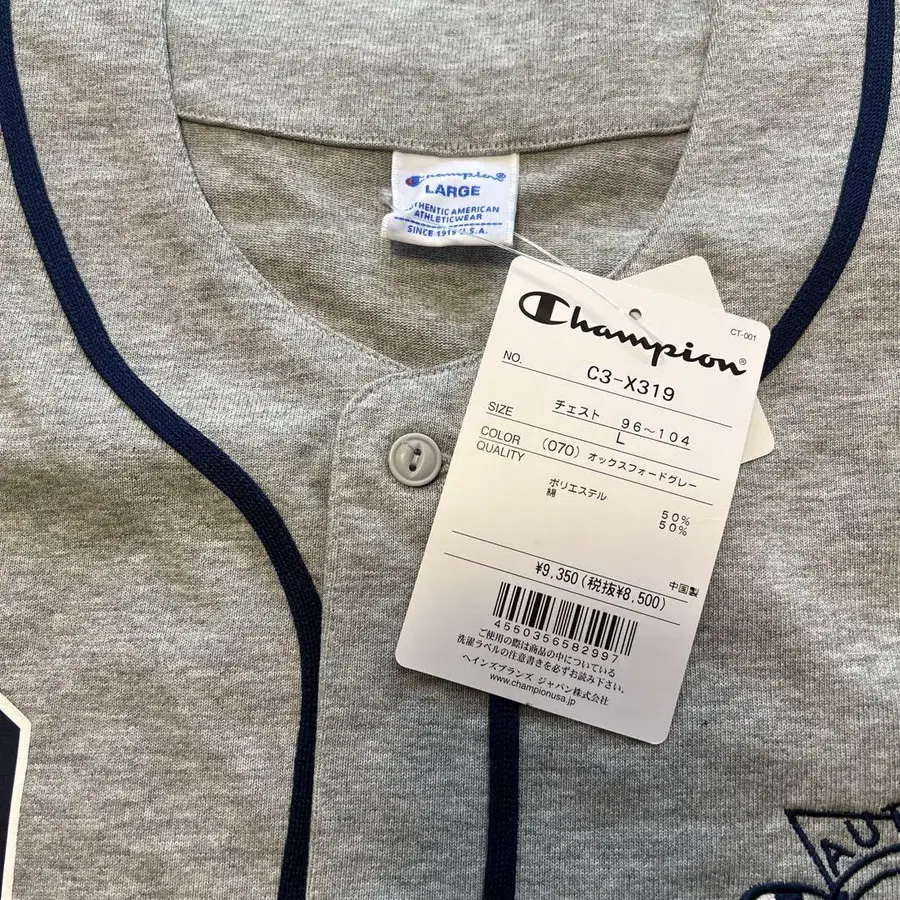 Champion®
LARGE
AUTHENTIC AMERICAN
ATHLETICWEAR
SINCE 1919 U.S.A.
CT-001
Champion®
NO. C3-X319
SIZE チェスト 96～104
L
COLOR (070) オックスフォードグレー
QUALITY
ポリエステル 50%
綿 50%
¥9,350(税抜¥8,500) 中国製
4550356582997
ご使用の際は商品の中についている
洗濯ラベルの注意書きを必ずお読み下さい。
ヘインズブランズ ジャパン株式会社
www.championusa.jp